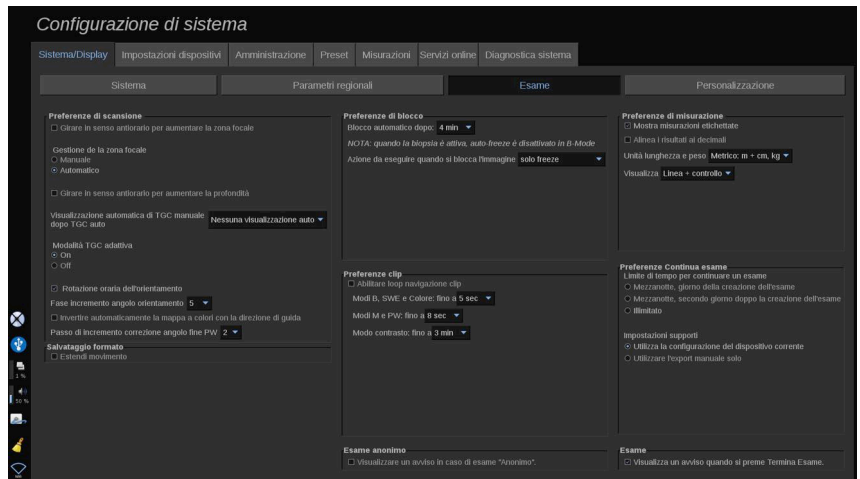 Configurazione di sistema
Sistema/Display
Impostazioni dispositivi
Amministrazione
Preset
Misurazioni
Servizi online
Diagnostica sistema
Sistema
Parametri regionali
Esame
Personalizzazione
Preferenze di scansione
Girare in senso antiorario per aumentare la zona focale
Gestione de la zona focale
Manuale
Automatico
Girare in senso antiorario per aumentare la profondità
Visualizzazione automatica di TGC manuale
dopo TGC auto
Nessuna visualizzazione auto
Modalità TGC adattiva
On
Off
Rotazione oraria dell'orientamento
Fase incremento angolo orientamento 5
Invertire automaticamente la mappa a colori con la direzione di guida
Passo di incremento correzione angolo fine PW 2
Salvataggio formato
Estendi movimento
Preferenze di blocco
Blocco automatico dopo: 4 min
NOTA: quando la biopsia è attiva, auto-freeze è disattivato in B-Mode
Azione da eseguire quando si blocca l'immagine solo freeze
Preferenze clip
Abilitare loop navigazione clip
Modi B, SWE e Colore: fino a 5 sec
Modi M e PW: fino a 8 sec
Modo contrasto: fino a 3 min
Esame anonimo
Visualizzare un avviso in caso di esame "Anonimo".
Preferenze di misurazione
Mostra misurazioni etichettate
Alinea i risultati ai decimali
Unità lunghezza e peso Metrico: m + cm, kg
Visualizza Linea + controllo
Preferenze Continua esame
Limite di tempo per continuare un esame
Mezzanotte, giorno della creazione dell'esame
Mezzanotte, secondo giorno doppo la creazione dell'esame
Illimitato
Impostazioni supporti
Utilizza la configurazione del dispositivo corrente
Utilizzare l'export manuale solo
Esame
Visualizza un avviso quando si preme Termina Esame.
1 %
50 %